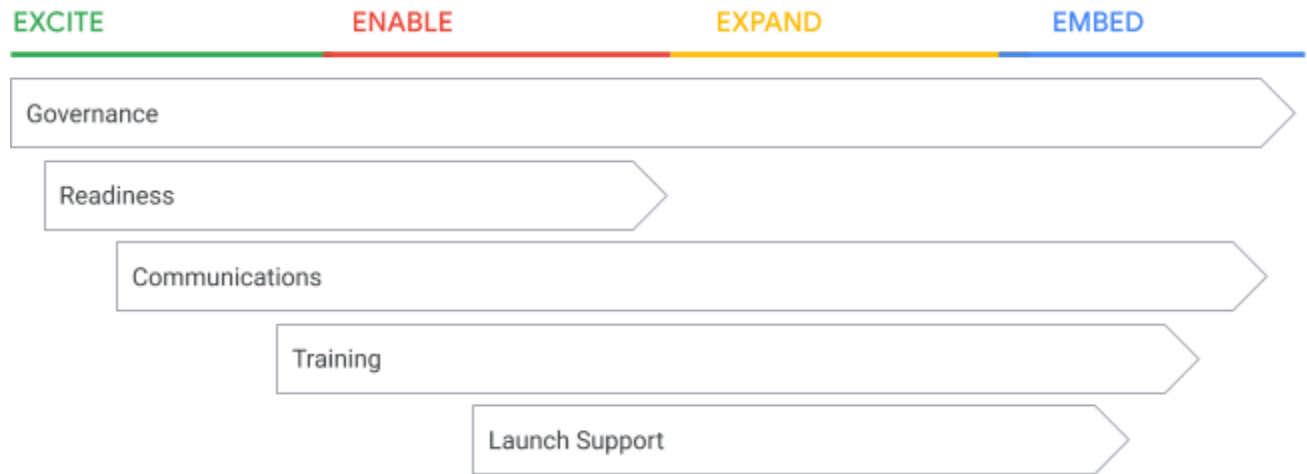 EXCITE ENABLE EXPAND EMBED
Governance
Readiness
Communications
Training
Launch Support